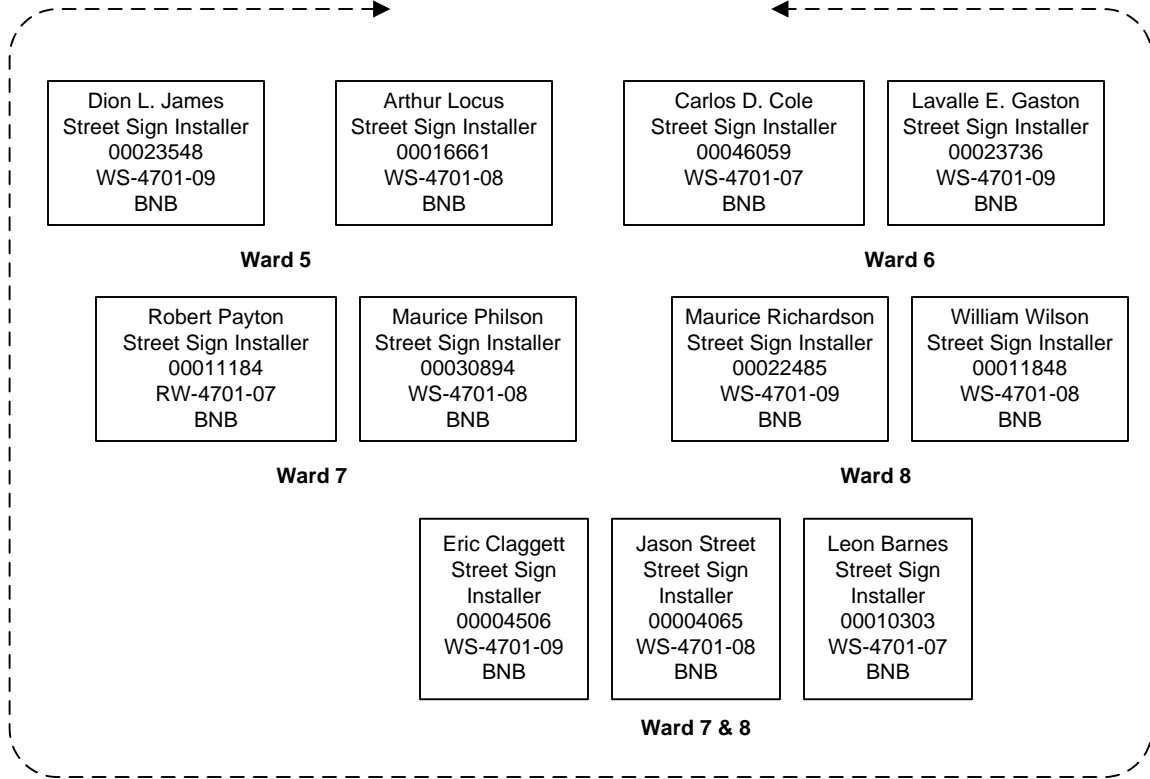 Dion L. James
Street Sign Installer
00023548
WS-4701-09
BNB
Arthur Locus
Street Sign Installer
00016661
WS-4701-08
BNB
Ward 5
Carlos D. Cole
Street Sign Installer
00046059
WS-4701-07
BNB
Lavalle E. Gaston
Street Sign Installer
00023736
WS-4701-09
BNB
Ward 6
Robert Payton
Street Sign Installer
00011184
RW-4701-07
BNB
Maurice Philson
Street Sign Installer
00030894
WS-4701-08
BNB
Ward 7
Maurice Richardson
Street Sign Installer
00022485
WS-4701-09
BNB
William Wilson
Street Sign Installer
00011848
WS-4701-08
BNB
Ward 8
Eric Claggett
Street Sign
Installer
00004506
WS-4701-09
BNB
Jason Street
Street Sign
Installer
00004065
WS-4701-08
BNB
Leon Barnes
Street Sign
Installer
00010303
WS-4701-07
BNB
Ward 7 & 8